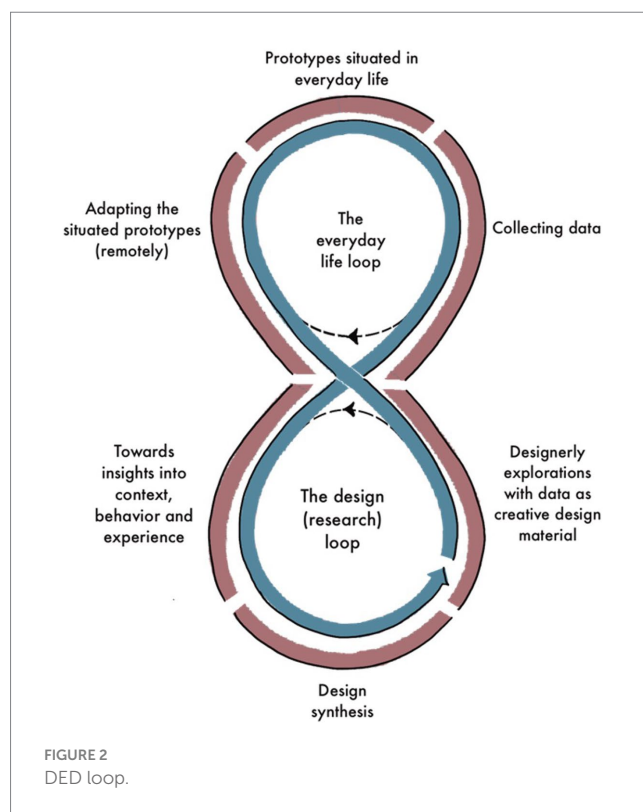 Prototypes situated in
everyday life
Adapting the
situated prototypes
(remotely)
The
everyday
life loop
Collecting data
Towards
insights into
context,
behavior and
experience
The design
(research)
loop
Designerly
explorations
with data as
creative design
material
Design
synthesis
FIGURE 2
DED loop.